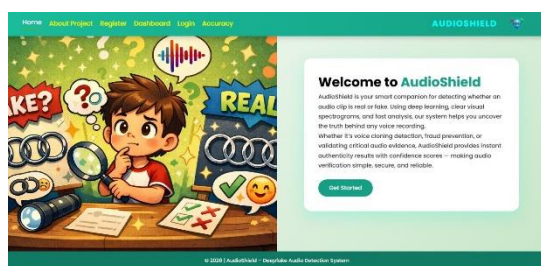 Home About Project Register Dashboard Login Accuracy AUDIOSHIELD
KE? REAL
Welcome to AudioShield
AudioShield is your smart companion for detecting whether an
audio clip is real or fake. Using deep learning, clear visual
spectrograms, and fast analysis, our system helps you uncover
the truth behind any voice recording.
Whether it's voice cloning detection, fraud prevention, or
validating critical audio evidence, AudioShield provides instant
authenticity results with confidence scores — making audio
verification simple, secure, and reliable.
Get Started
© 2026 | AudioShield – Deepfake Audio Detection System